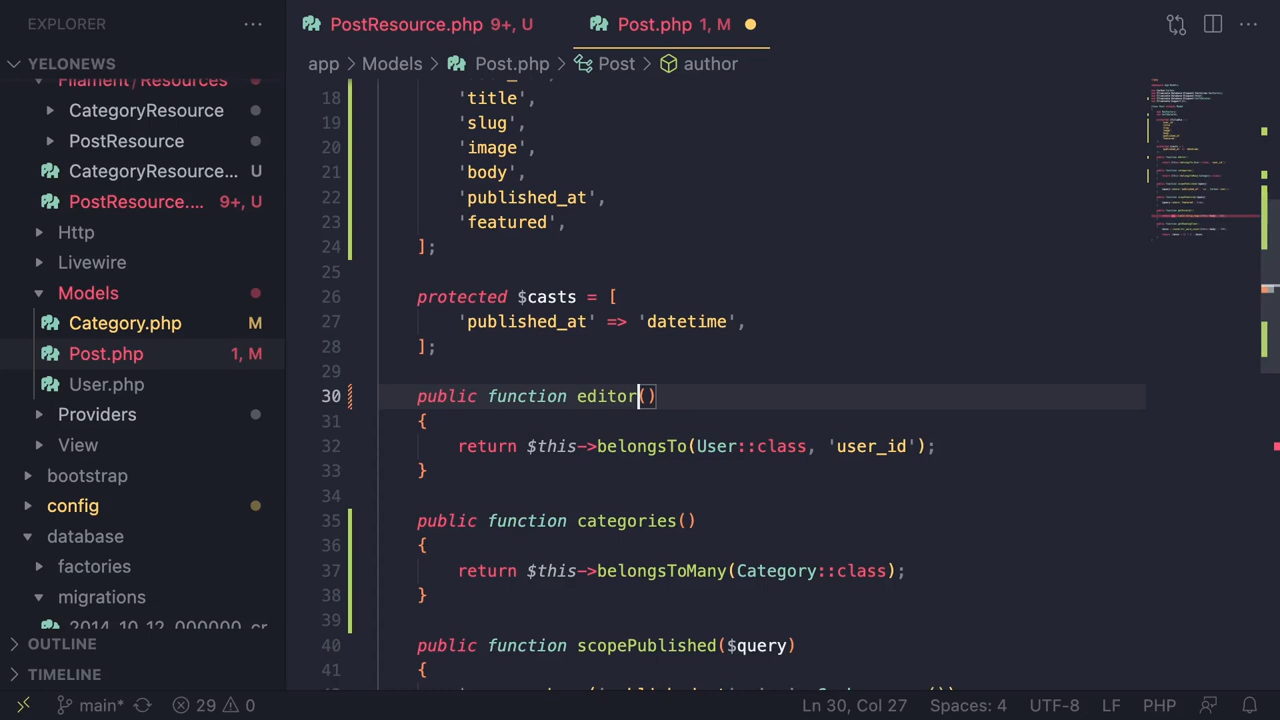 EXPLORER
YELONEWS
Filament / Resources
CategoryResource
PostResource
CategoryResource... U
PostResource.... 9+, U
Http
Livewire
Models
Category.php M
Post.php 1, M
User.php
Providers
View
bootstrap
config
database
factories
migrations
2014_10_12_000000_cr
OUTLINE
TIMELINE
PostResource.php 9+, U
Post.php 1, M
app > Models > Post.php > Post > author
18 'title',
19 'slug',
20 'image',
21 'body',
22 'published_at',
23 'featured',
24 ];
25
26 protected $casts = [
27 'published_at' => 'datetime',
28 ];
29
30 public function editor()
31 {
32 return $this->belongsTo(User::class, 'user_id');
33 }
34
35 public function categories()
36 {
37 return $this->belongsToMany(Category::class);
38 }
39
40 public function scopePublished($query)
41 {
main* 29 0 Ln 30, Col 27 Spaces: 4 UTF-8 LF PHP